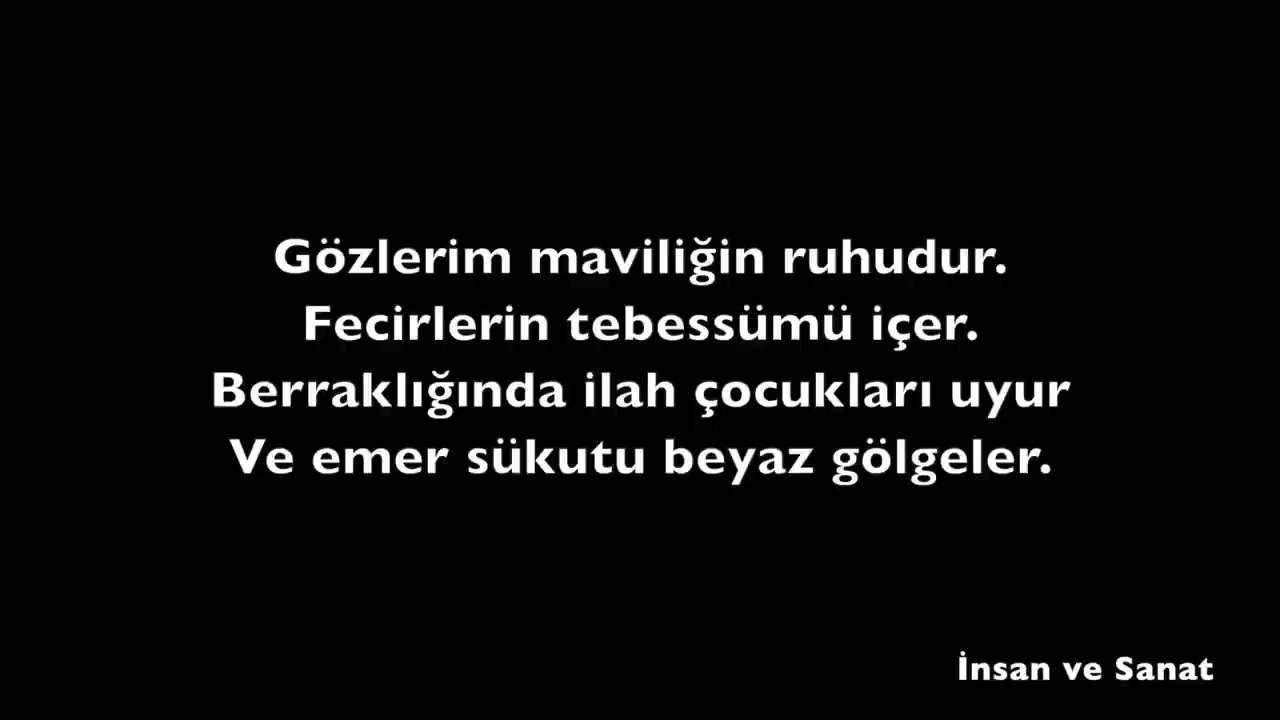 Gözlerim maviliğin ruhudur.
Fecirlerin tebessümü içer.
Berraklığında ilah çocukları uyur
Ve emer sükutu beyaz gölgeler.
İnsan ve Sanat